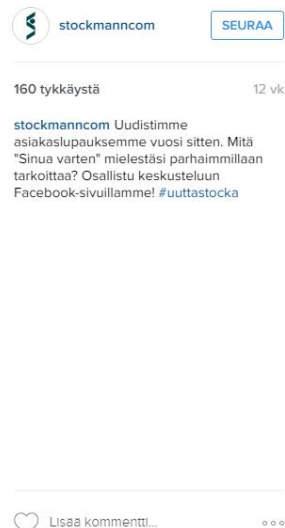 stockmanncom
SEURAA
160 tykkäystä
12 vk
stockmanncom Uudistimme
asiakaslupauksemme vuosi sitten. Mitä
"Sinua varten" mielestäsi parhaimmillaan
tarkoittaa? Osallistu keskusteluun
Facebook-sivuillamme! #uuttastocka
Lisää kommentti...